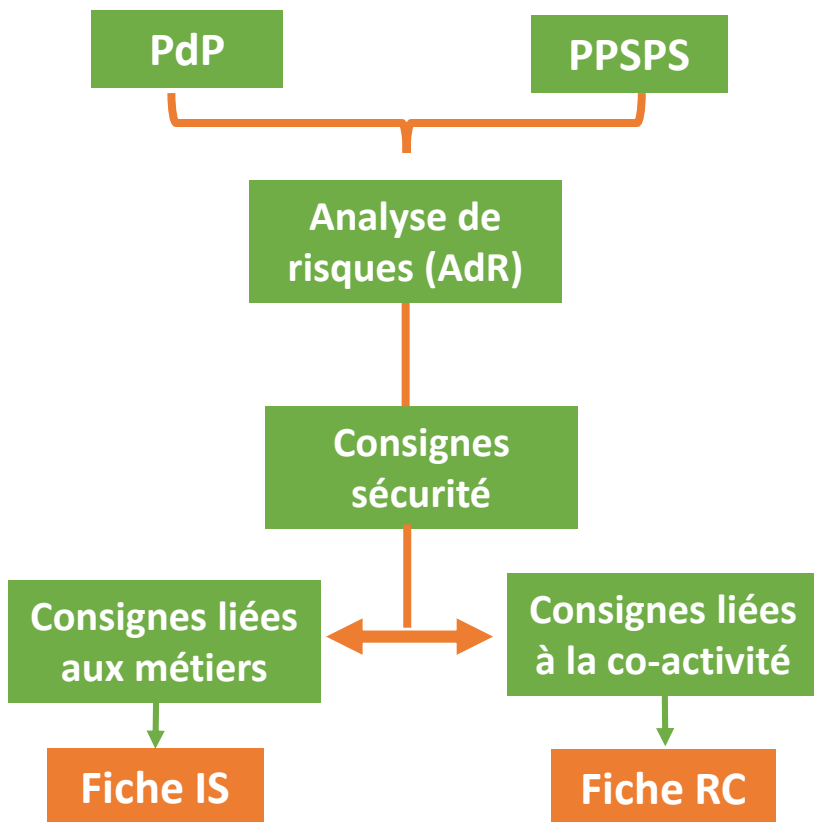 PdP
PPSPS
Analyse de
risques (AdR)
Consignes
sécurité
Consignes liées
aux métiers
Consignes liées
à la co-activité
Fiche IS
Fiche RC